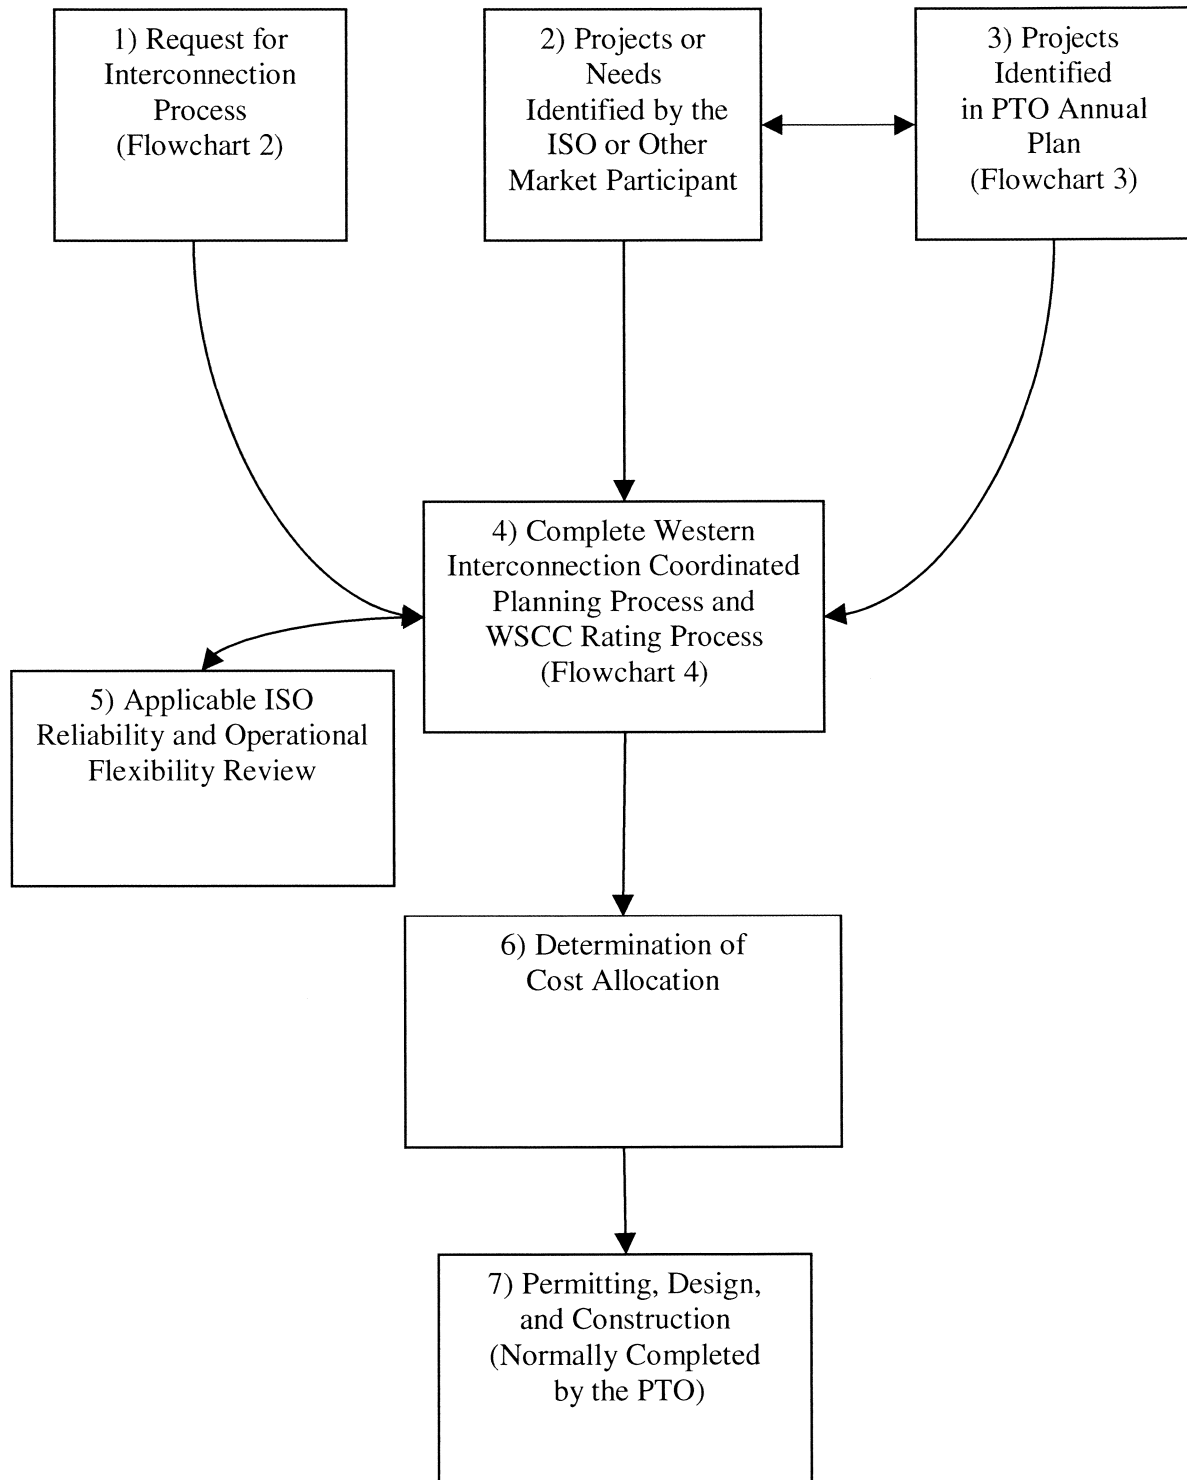 1) Request for
Interconnection
Process
(Flowchart 2)
2) Projects or
Needs
Identified by the
ISO or Other
Market Participant
3) Projects
Identified
in PTO Annual
Plan
(Flowchart 3)
4) Complete Western
Interconnection Coordinated
Planning Process and
WSCC Rating Process
(Flowchart 4)
5) Applicable ISO
Reliability and Operational
Flexibility Review
6) Determination of
Cost Allocation
7) Permitting, Design,
and Construction
(Normally Completed
by the PTO)